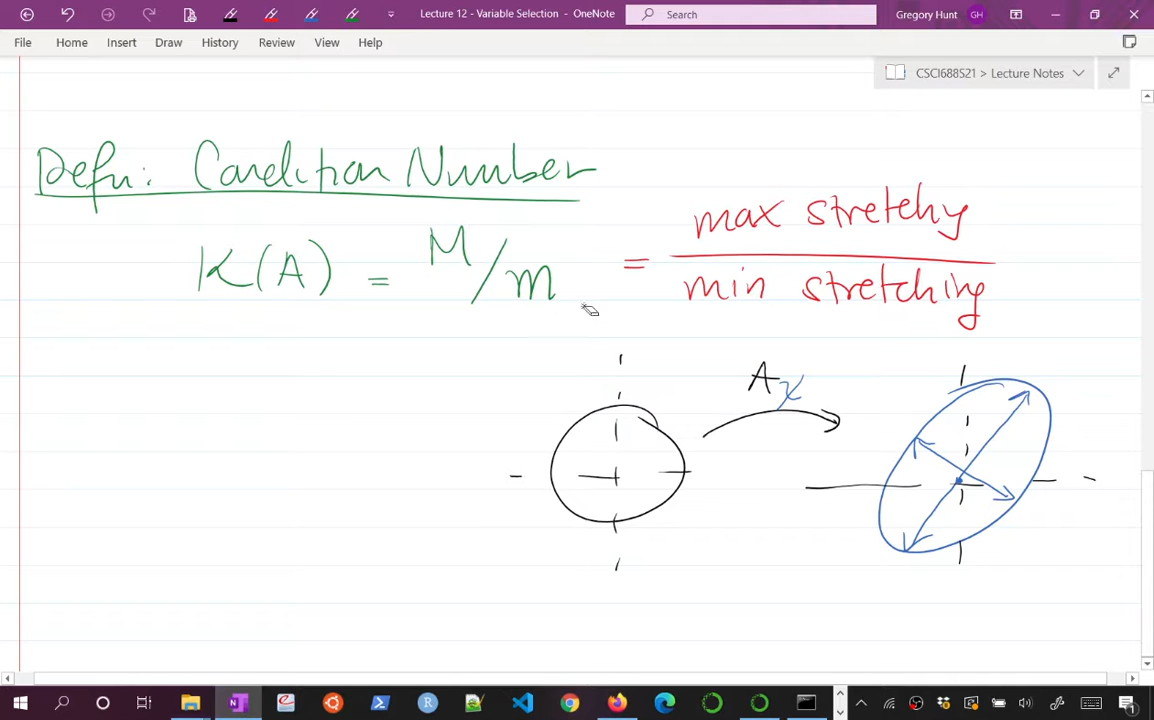 Lecture 12 - Variable Selection - OneNote
Search
Gregory Hunt GH
File Home Insert Draw History Review View Help
CSCI688S21 > Lecture Notes
Defn: Condition Number
K(A) = M/m = max stretchy
min stretching
Ax